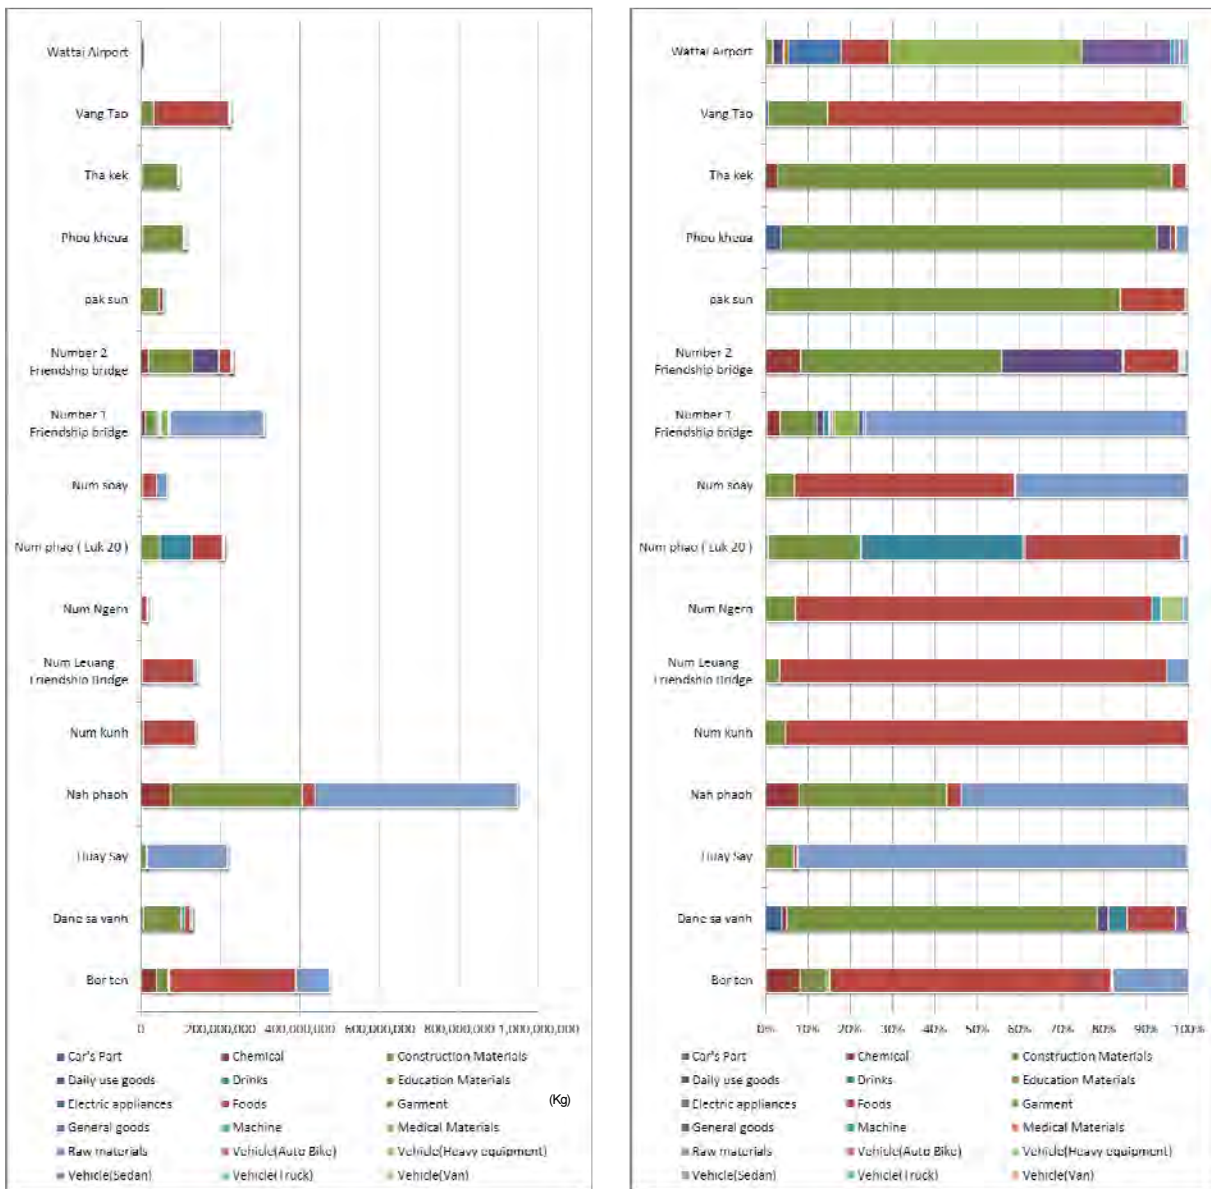 Wattai Airport
Vang Tao
Tha kek
Phou kheua
pak sun
Number 2
Friendship bridge
Number 1
Friendship bridge
Num soay
Num phao ( Luk 20 )
Num Ngern
Num Leuang
Friendship Bridge
Num kunh
Nah phaoh
Huay Say
Dane sa vanh
Bor ten
0 200,000,000 400,000,000 600,000,000 800,000,000 1,000,000,000
Car's Part Chemical Construction Materials
Daily use goods Drinks Education Materials
Electric appliances Foods Garment
(Kg)
General goods Machine Medical Materials
Raw materials Vehicle(Auto Bike) Vehicle(Heavy equipment)
Vehicle(Sedan) Vehicle(Truck) Vehicle(Van)
Wattai Airport
Vang Tao
Tha kek
Phou kheua
pak sun
Number 2
Friendship bridge
Number 1
Friendship bridge
Num soay
Num phao ( Luk 20 )
Num Ngern
Num Leuang
Friendship Bridge
Num kunh
Nah phaoh
Huay Say
Dane sa vanh
Bor ten
0% 10% 20% 30% 40% 50% 60% 70% 80% 90% 100%
Car's Part Chemical Construction Materials
Daily use goods Drinks Education Materials
Electric appliances Foods Garment
General goods Machine Medical Materials
Raw materials Vehicle(Auto Bike) Vehicle(Heavy equipment)
Vehicle(Sedan) Vehicle(Truck) Vehicle(Van)